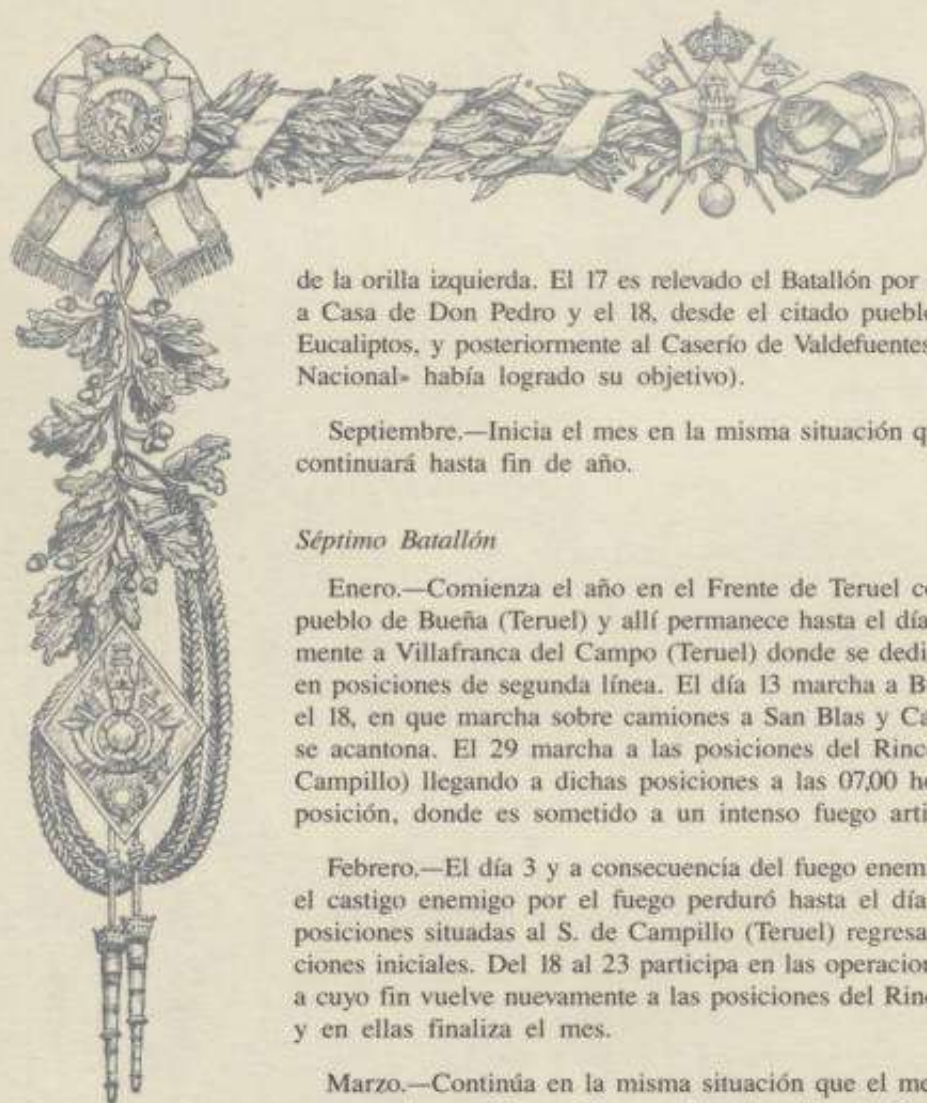 de la orilla izquierda. El 17 es relevado el Batallón por
a Casa de Don Pedro y el 18, desde el citado pueblo
Eucaliptos, y posteriormente al Caserío de Valdefuentes
Nacional» había logrado su objetivo).
Septiembre.—Inicia el mes en la misma situación qu
continuará hasta fin de año.
Séptimo Batallón
Enero.—Comienza el año en el Frente de Teruel co
pueblo de Bueña (Teruel) y allí permanece hasta el día
mente a Villafranca del Campo (Teruel) donde se dedi
en posiciones de segunda línea. El día 13 marcha a B
el 18, en que marcha sobre camiones a San Blas y Ca
se acantona. El 29 marcha a las posiciones del Rinc
Campillo) llegando a dichas posiciones a las 07,00 ho
posición, donde es sometido a un intenso fuego arti
Febrero.—El día 3 y a consecuencia del fuego enem
el castigo enemigo por el fuego perduró hasta el día
posiciones situadas al S. de Campillo (Teruel) regresa
ciones iniciales. Del 18 al 23 participa en las operacion
a cuyo fin vuelve nuevamente a las posiciones del Rin
y en ellas finaliza el mes.
Marzo.—Continúa en la misma situación que el me